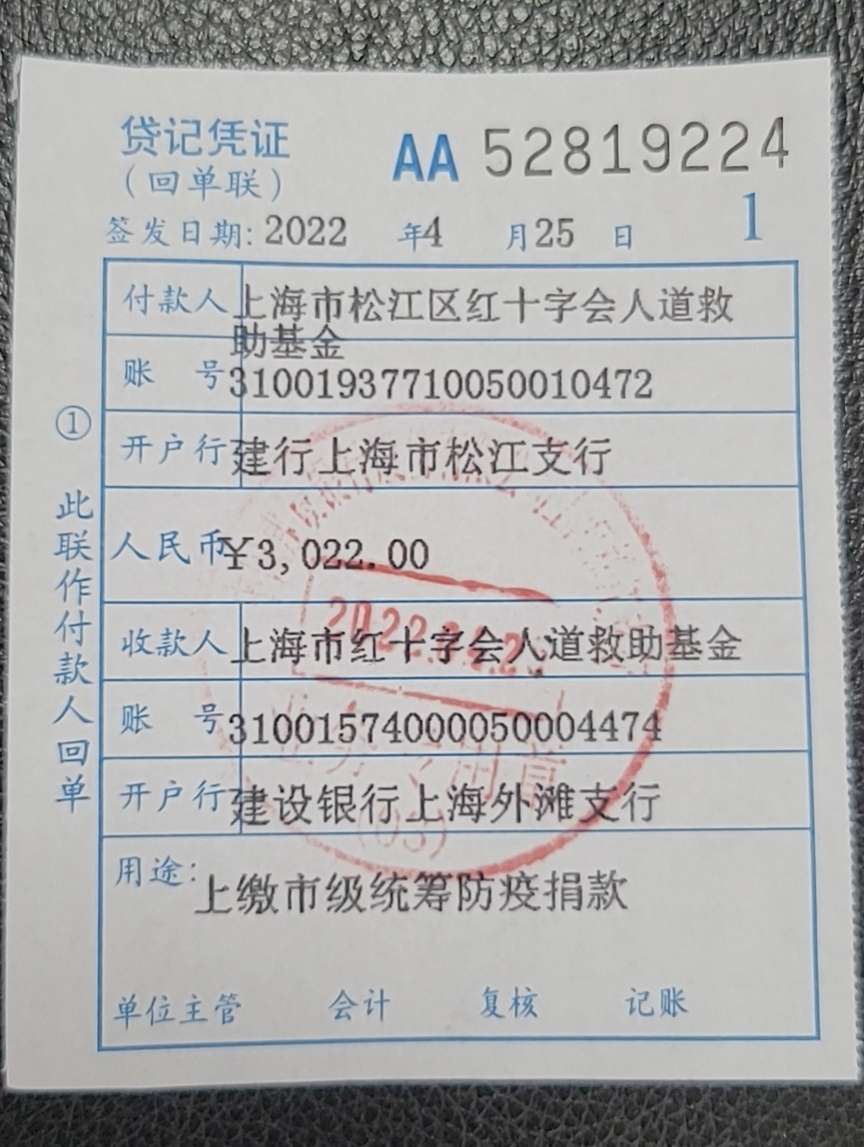 贷记凭证
AA 52819224
（回单联）
签发日期: 2022 年4 月25 日 1
付款人 上海市松江区红十字会人道救
助基金
账 号 31001937710050010472
开户行 建行上海市松江支行
人民币 ¥3,022.00
收款人 上海市红十字会人道救助基金
账 号 31001574000050004474
开户行 建设银行上海外滩支行
用途: 上缴市级统筹防疫捐款
单位主管 会计 复核 记账
① 此联作付款人回单
(03)